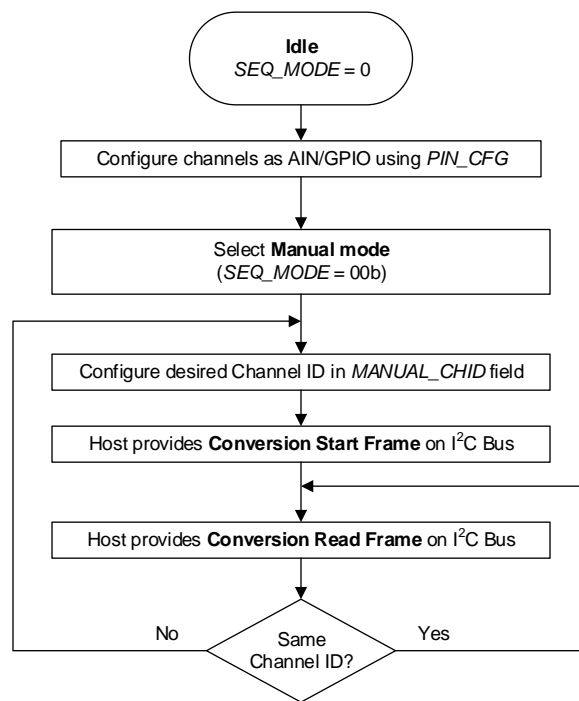 Idle
SEQ_MODE = 0
Configure channels as AIN/GPIO using PIN_CFG
Select Manual mode
(SEQ_MODE = 00b)
Configure desired Channel ID in MANUAL_CHID field
Host provides Conversion Start Frame on I²C Bus
Host provides Conversion Read Frame on I²C Bus
No
Same
Channel ID?
Yes